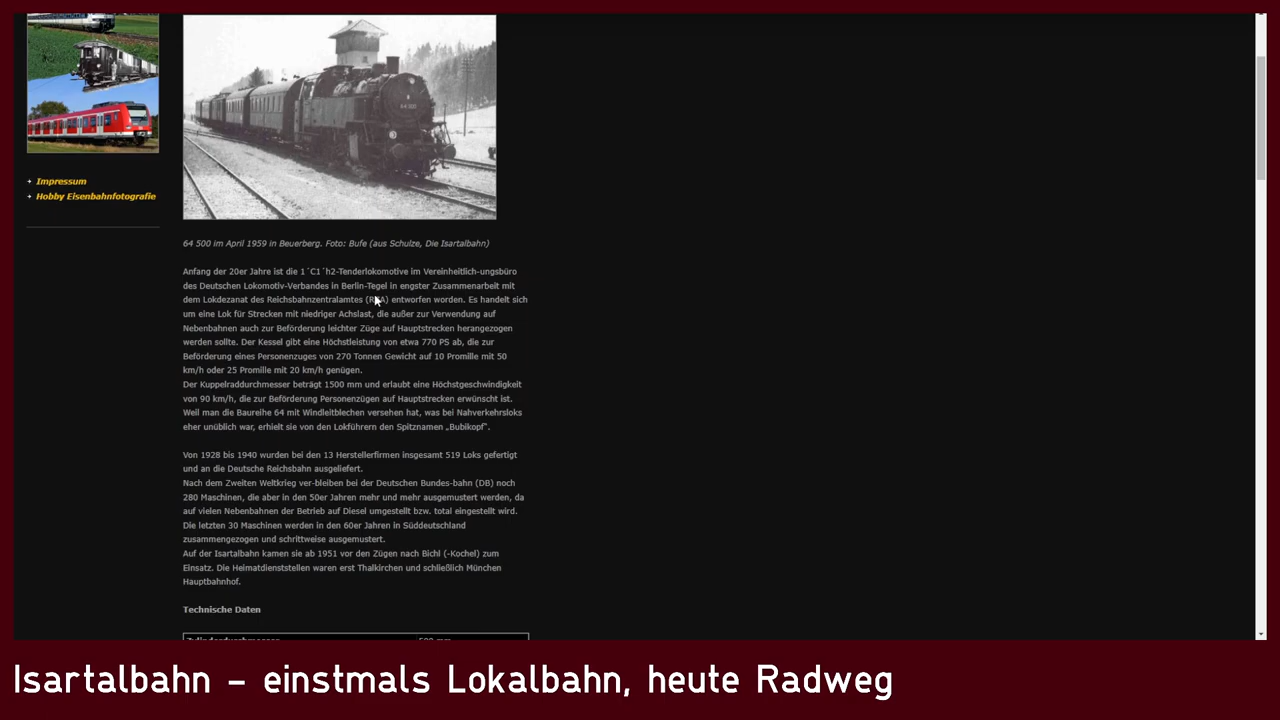 64 500
Impressum
Hobby Eisenbahnfotografie
64 500 im April 1959 in Beuerberg. Foto: Bufe (aus Schulze, Die Isartalbahn)
Anfang der 20er Jahre ist die 1´C1´h2-Tenderlokomotive im Vereinheitlich-ungsbüro
des Deutschen Lokomotiv-Verbandes in Berlin-Tegel in engster Zusammenarbeit mit
dem Lokdezanat des Reichsbahnzentralamtes (RZA) entworfen worden. Es handelt sich
um eine Lok für Strecken mit niedriger Achslast, die außer zur Verwendung auf
Nebenbahnen auch zur Beförderung leichter Züge auf Hauptstrecken herangezogen
werden sollte. Der Kessel gibt eine Höchstleistung von etwa 770 PS ab, die zur
Beförderung eines Personenzuges von 270 Tonnen Gewicht auf 10 Promille mit 50
km/h oder 25 Promille mit 20 km/h genügen.
Der Kuppelraddurchmesser beträgt 1500 mm und erlaubt eine Höchstgeschwindigkeit
von 90 km/h, die zur Beförderung Personenzügen auf Hauptstrecken erwünscht ist.
Weil man die Baureihe 64 mit Windleitblechen versehen hat, was bei Nahverkehrsloks
eher unüblich war, erhielt sie von den Lokführern den Spitznamen „Bubikopf“.
Von 1928 bis 1940 wurden bei den 13 Herstellerfirmen insgesamt 519 Loks gefertigt
und an die Deutsche Reichsbahn ausgeliefert.
Nach dem Zweiten Weltkrieg ver-bleiben bei der Deutschen Bundes-bahn (DB) noch
280 Maschinen, die aber in den 50er Jahren mehr und mehr ausgemustert werden, da
auf vielen Nebenbahnen der Betrieb auf Diesel umgestellt bzw. total eingestellt wird.
Die letzten 30 Maschinen werden in den 60er Jahren in Süddeutschland
zusammengezogen und schrittweise ausgemustert.
Auf der Isartalbahn kamen sie ab 1951 vor den Zügen nach Bichl (-Kochel) zum
Einsatz. Die Heimatdienststellen waren erst Thalkirchen und schließlich München
Hauptbahnhof.
Technische Daten
Zylinderdurchmesser 500 mm
Isartalbahn – einstmals Lokalbahn, heute Radweg